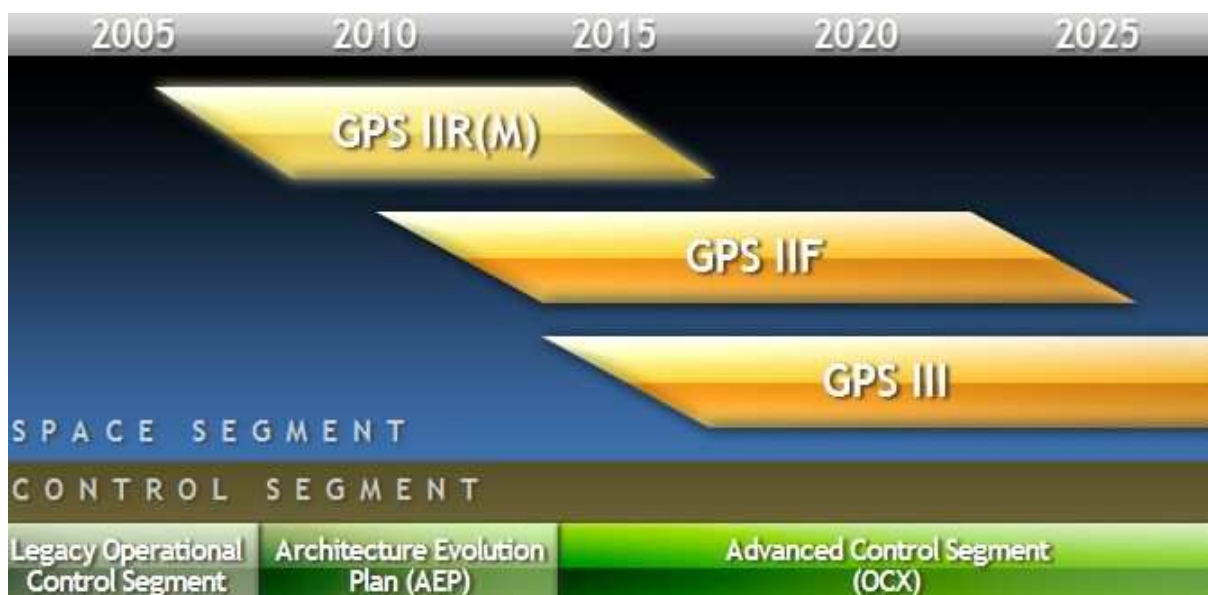 2005 2010 2015 2020 2025
GPS IIR(M)
GPS IIF
GPS III
SPACE SEGMENT
CONTROL SEGMENT
Legacy Operational
Control Segment
Architecture Evolution
Plan (AEP)
Advanced Control Segment
(OCX)